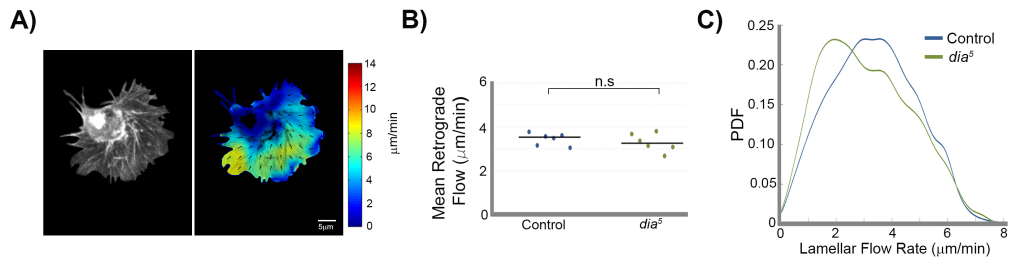 A)
14
12
10
8
6
4
2
0
μm/min
5μm
B)
Mean Retrograde
Flow (μm/min)
6
4
2
0
n.s
Control
dia⁵
C)
PDF
0.25
0.20
0.15
0.10
0.05
0
Control
dia⁵
0
2
4
6
8
Lamellar Flow Rate (μm/min)